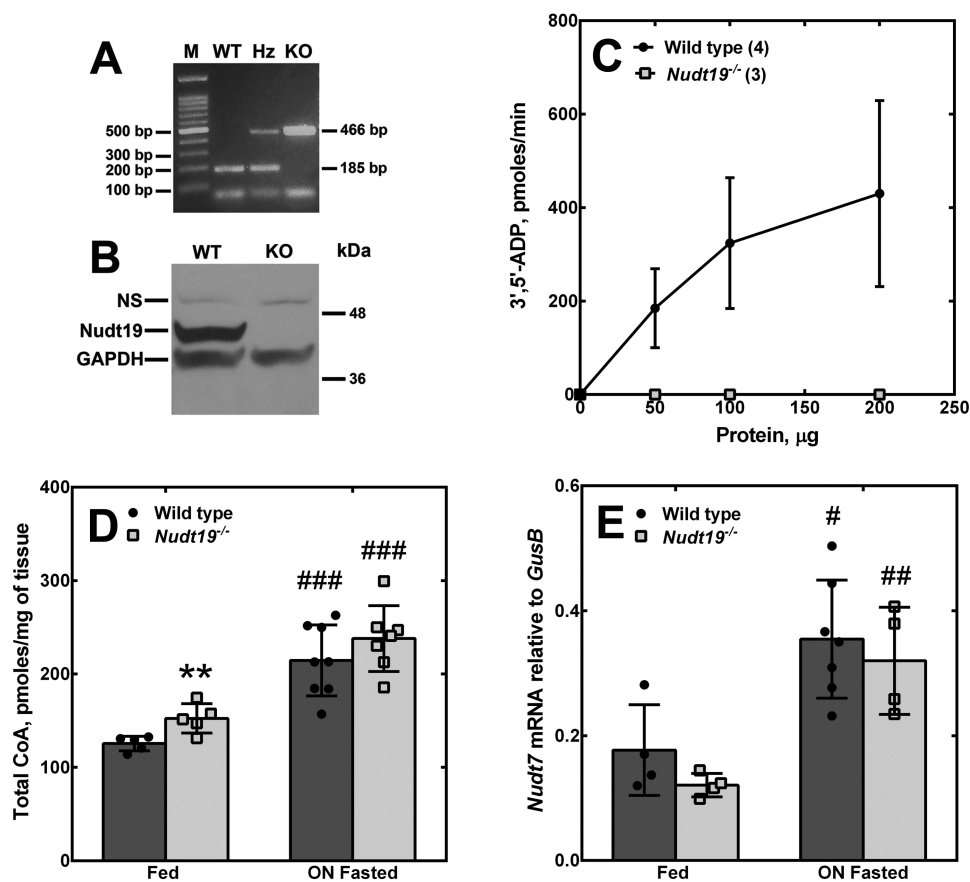 A
M WT Hz KO
500 bp
300 bp
200 bp
100 bp
466 bp
185 bp
B
WT KO kDa
NS
Nudt19
GAPDH
48
36
C
Wild type (4)
Nudt19-/- (3)
3',5'-ADP, pmoles/min
800
600
400
200
0
0 50 100 150 200 250
Protein, µg
D
Wild type
Nudt19-/-
Total CoA, pmoles/mg of tissue
400
300
200
100
0
**
###
###
Fed ON Fasted
E
Wild type
Nudt19-/-
Nudt7 mRNA relative to GusB
0.6
0.4
0.2
0.0
#
##
Fed ON Fasted